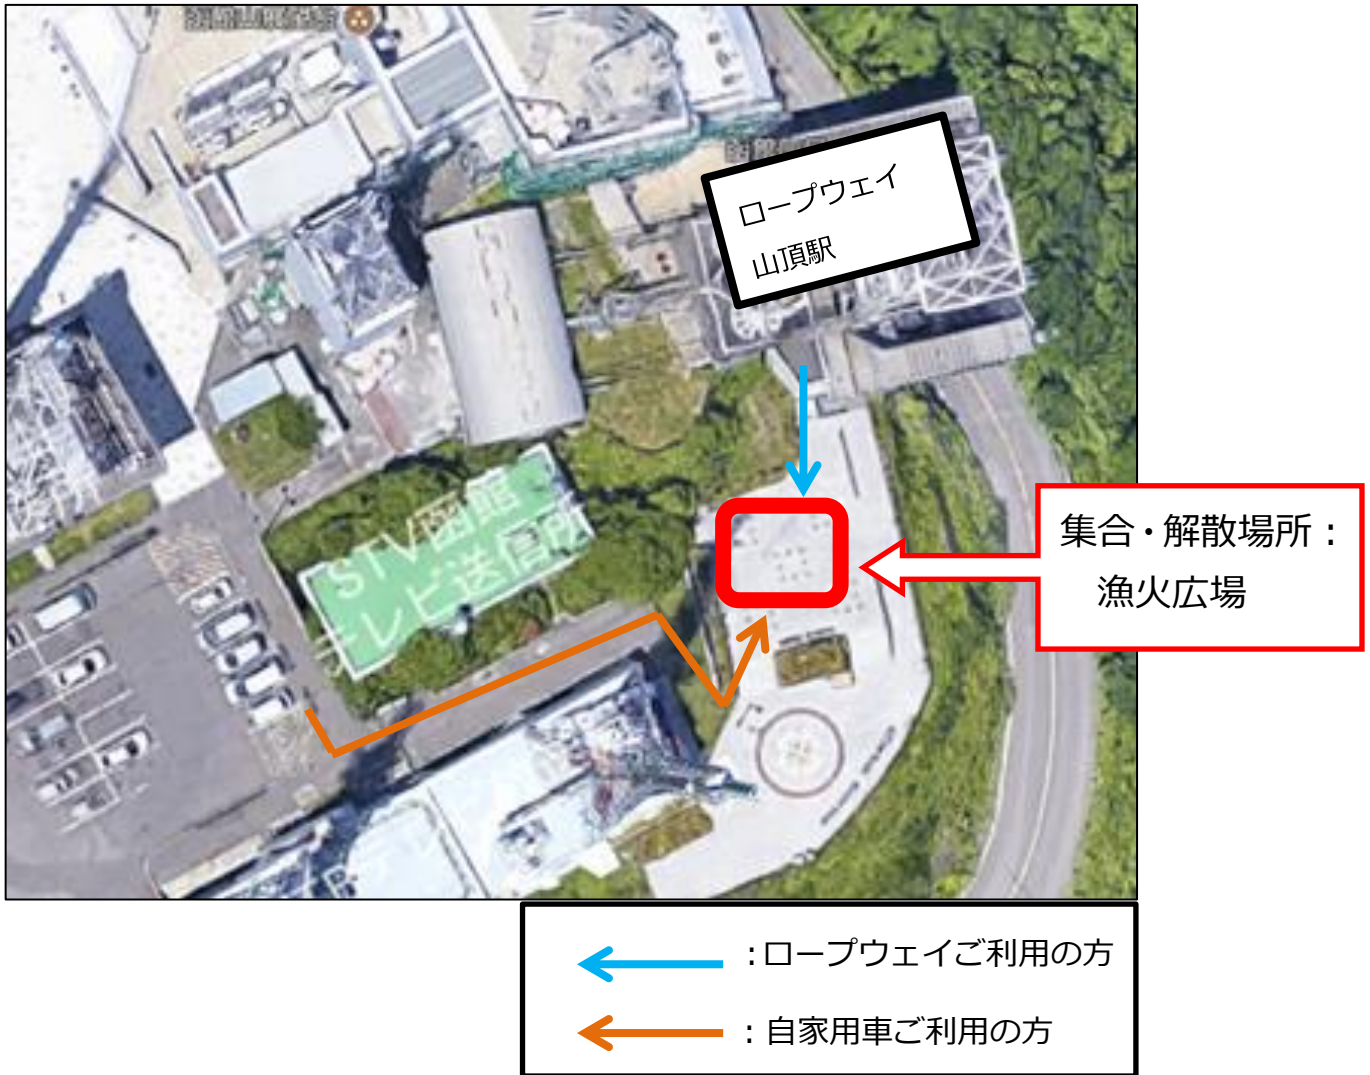 ロープウェイ
山頂駅
STV函館
テレビ送信所
集合・解散場所：
漁火広場
：ロープウェイご利用の方
：自家用車ご利用の方